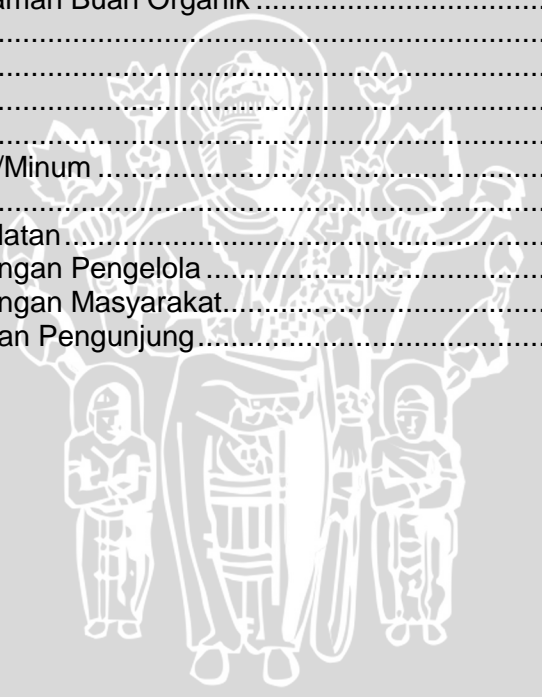 aman Buah Organik ........................................
................................................................
................................................................
................................................................
................................................................
/Minum ........................................................
................................................................
latan............................................................
ngan Pengelola ............................................
ngan Masyarakat..........................................
an Pengunjung.............................................